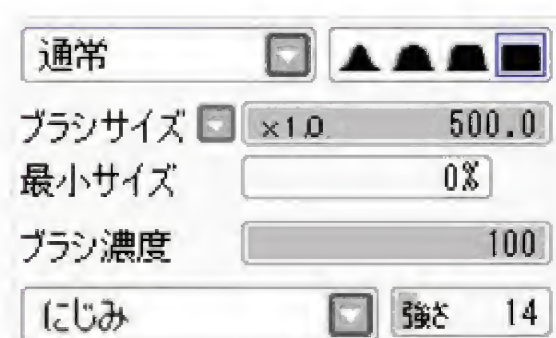 通常
ブラシサイズ ×1.0 500.0
最小サイズ 0%
ブラシ濃度 100
にじみ 強さ 14